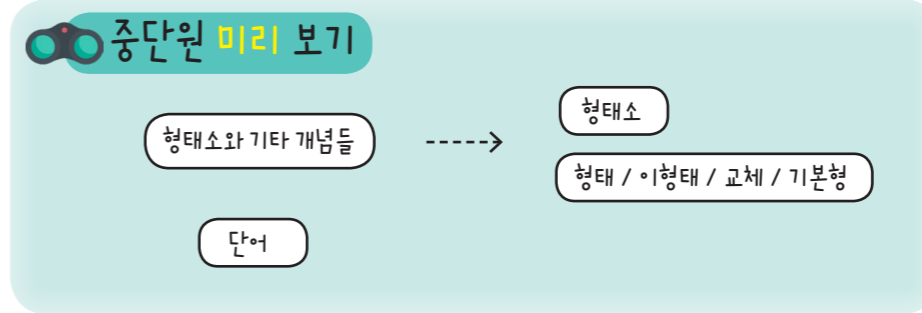 중단원 미리 보기
형태소와 기타 개념들
형태소
형태 / 이형태 / 교체 / 기본형
단어